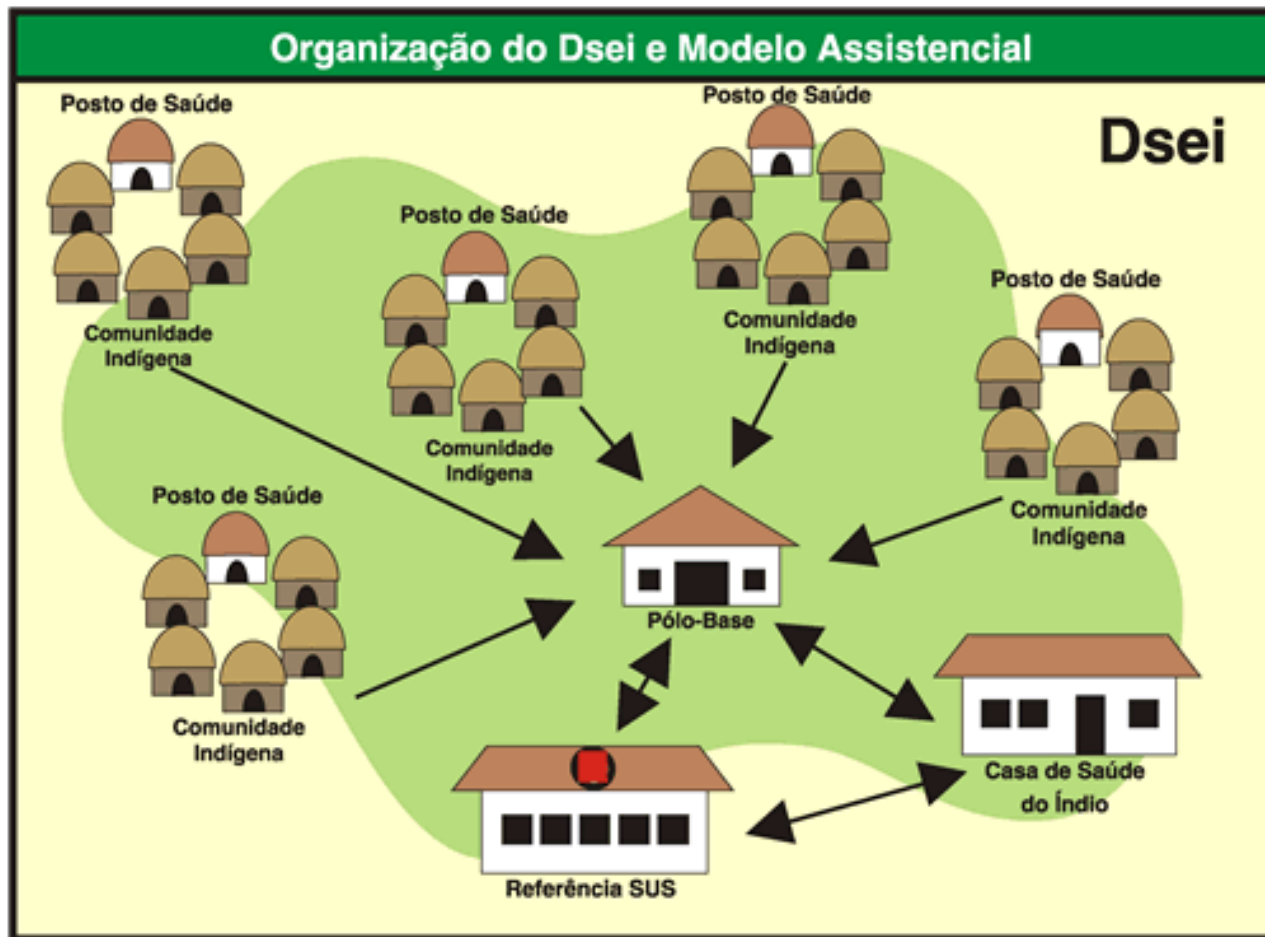 Organização do Dsei e Modelo Assistencial
Dsei
Posto de Saúde
Comunidade
Indígena
Posto de Saúde
Comunidade
Indígena
Posto de Saúde
Comunidade
Indígena
Posto de Saúde
Comunidade
Indígena
Posto de Saúde
Comunidade
Indígena
Pólo-Base
Casa de Saúde
do Índio
Referência SUS